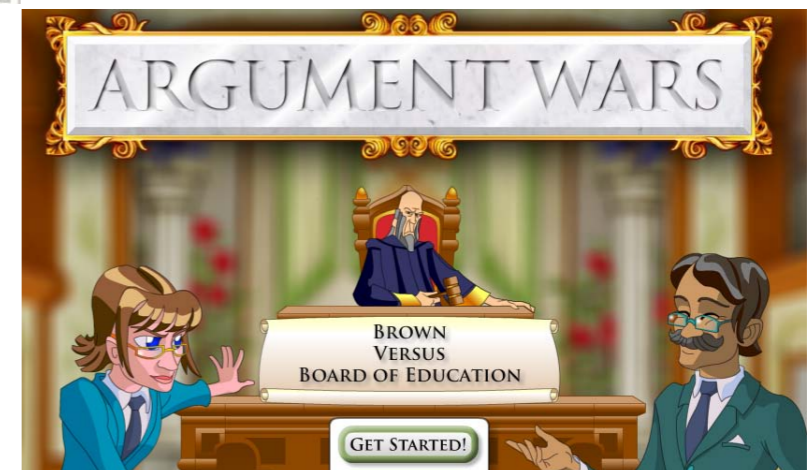 ARGUMENT WARS
BROWN
VERSUS
BOARD OF EDUCATION
GET STARTED!